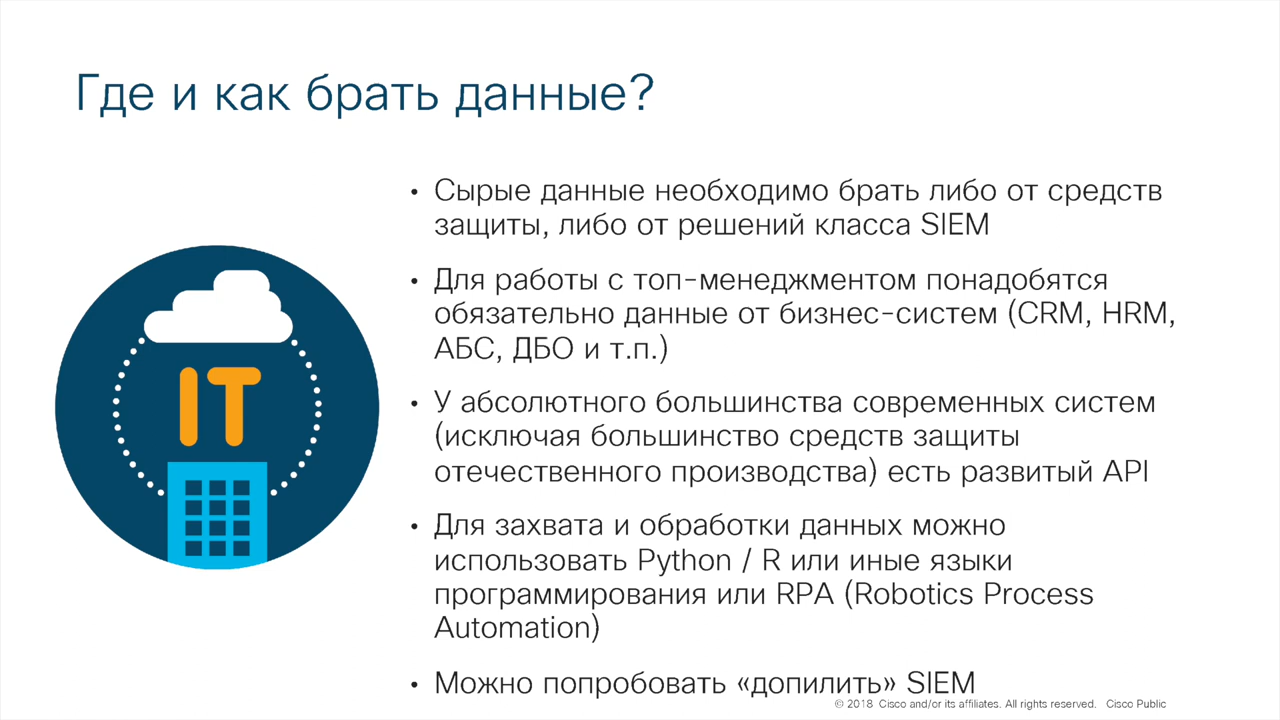 Где и как брать данные?
• Сырые данные необходимо брать либо от средств
защиты, либо от решений класса SIEM
• Для работы с топ-менеджментом понадобятся
обязательно данные от бизнес-систем (CRM, HRM,
АБС, ДБО и т.п.)
• У абсолютного большинства современных систем
(исключая большинство средств защиты
отечественного производства) есть развитый API
• Для захвата и обработки данных можно
использовать Python / R или иные языки
программирования или RPA (Robotics Process
Automation)
• Можно попробовать «допилить» SIEM
IT
© 2018 Cisco and/or its affiliates. All rights reserved. Cisco Public